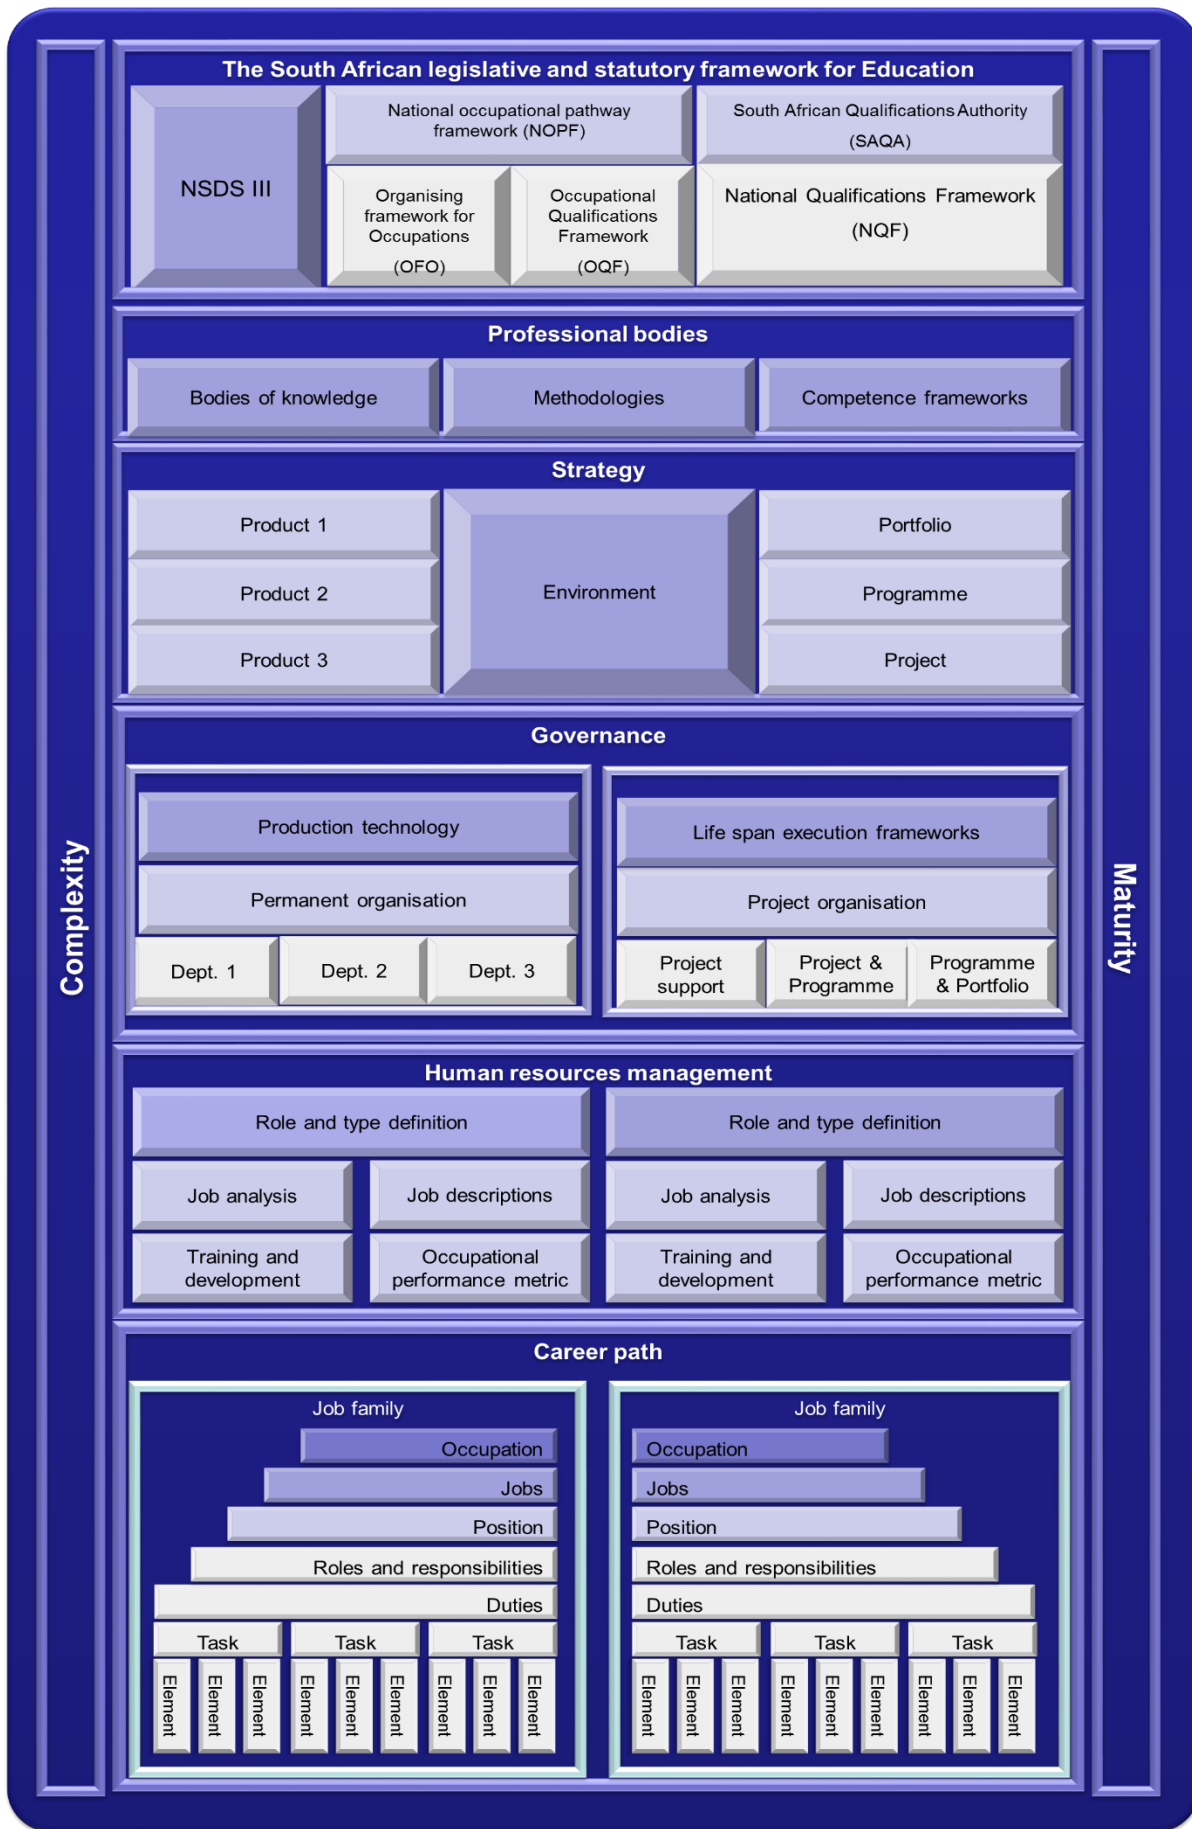 The South African legislative and statutory framework for Education
NSDS III
National occupational pathway
framework (NOPF)
South African Qualifications Authority
(SAQA)
Organising
framework for
Occupations
(OFO)
Occupational
Qualifications
Framework
(OQF)
National Qualifications Framework
(NQF)
Professional bodies
Bodies of knowledge
Methodologies
Competence frameworks
Strategy
Product 1
Product 2
Product 3
Environment
Portfolio
Programme
Project
Complexity
Maturity
Governance
Production technology
Permanent organisation
Dept. 1
Dept. 2
Dept. 3
Life span execution frameworks
Project organisation
Project
support
Project &
Programme
Programme
& Portfolio
Human resources management
Role and type definition
Job analysis
Job descriptions
Training and
development
Occupational
performance metric
Role and type definition
Job analysis
Job descriptions
Training and
development
Occupational
performance metric
Career path
Job family
Occupation
Jobs
Position
Roles and responsibilities
Duties
Task
Task
Task
Element
Element
Element
Element
Element
Element
Element
Element
Element
Job family
Occupation
Jobs
Position
Roles and responsibilities
Duties
Task
Task
Task
Element
Element
Element
Element
Element
Element
Element
Element
Element